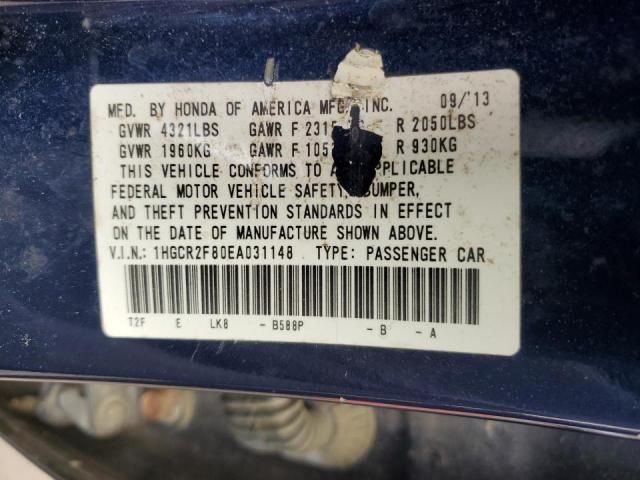 MFD. BY HONDA OF AMERICA MFG., INC. 09/'13
GVWR 4321LBS GAWR F R 2050LBS
GVWR 1960KG GAWR F R 930KG
THIS VEHICLE CONFORMS TO APPLICABLE
FEDERAL MOTOR VEHICLE SAFETY, BUMPER,
AND THEFT PREVENTION STANDARDS IN EFFECT
ON THE DATE OF MANUFACTURE SHOWN ABOVE.
V.I.N.: 1HGCR2F80EA031148 TYPE: PASSENGER CAR
T2F E LK8 - B588P - B - A